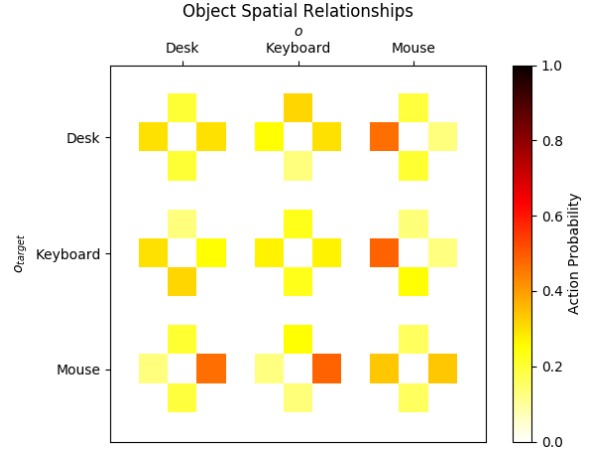 Object Spatial Relationships
o
Desk Keyboard Mouse
1.0
0.8
0.6
0.4
0.2
0.0
Action Probability
Desk
Keyboard
Mouse
o_target